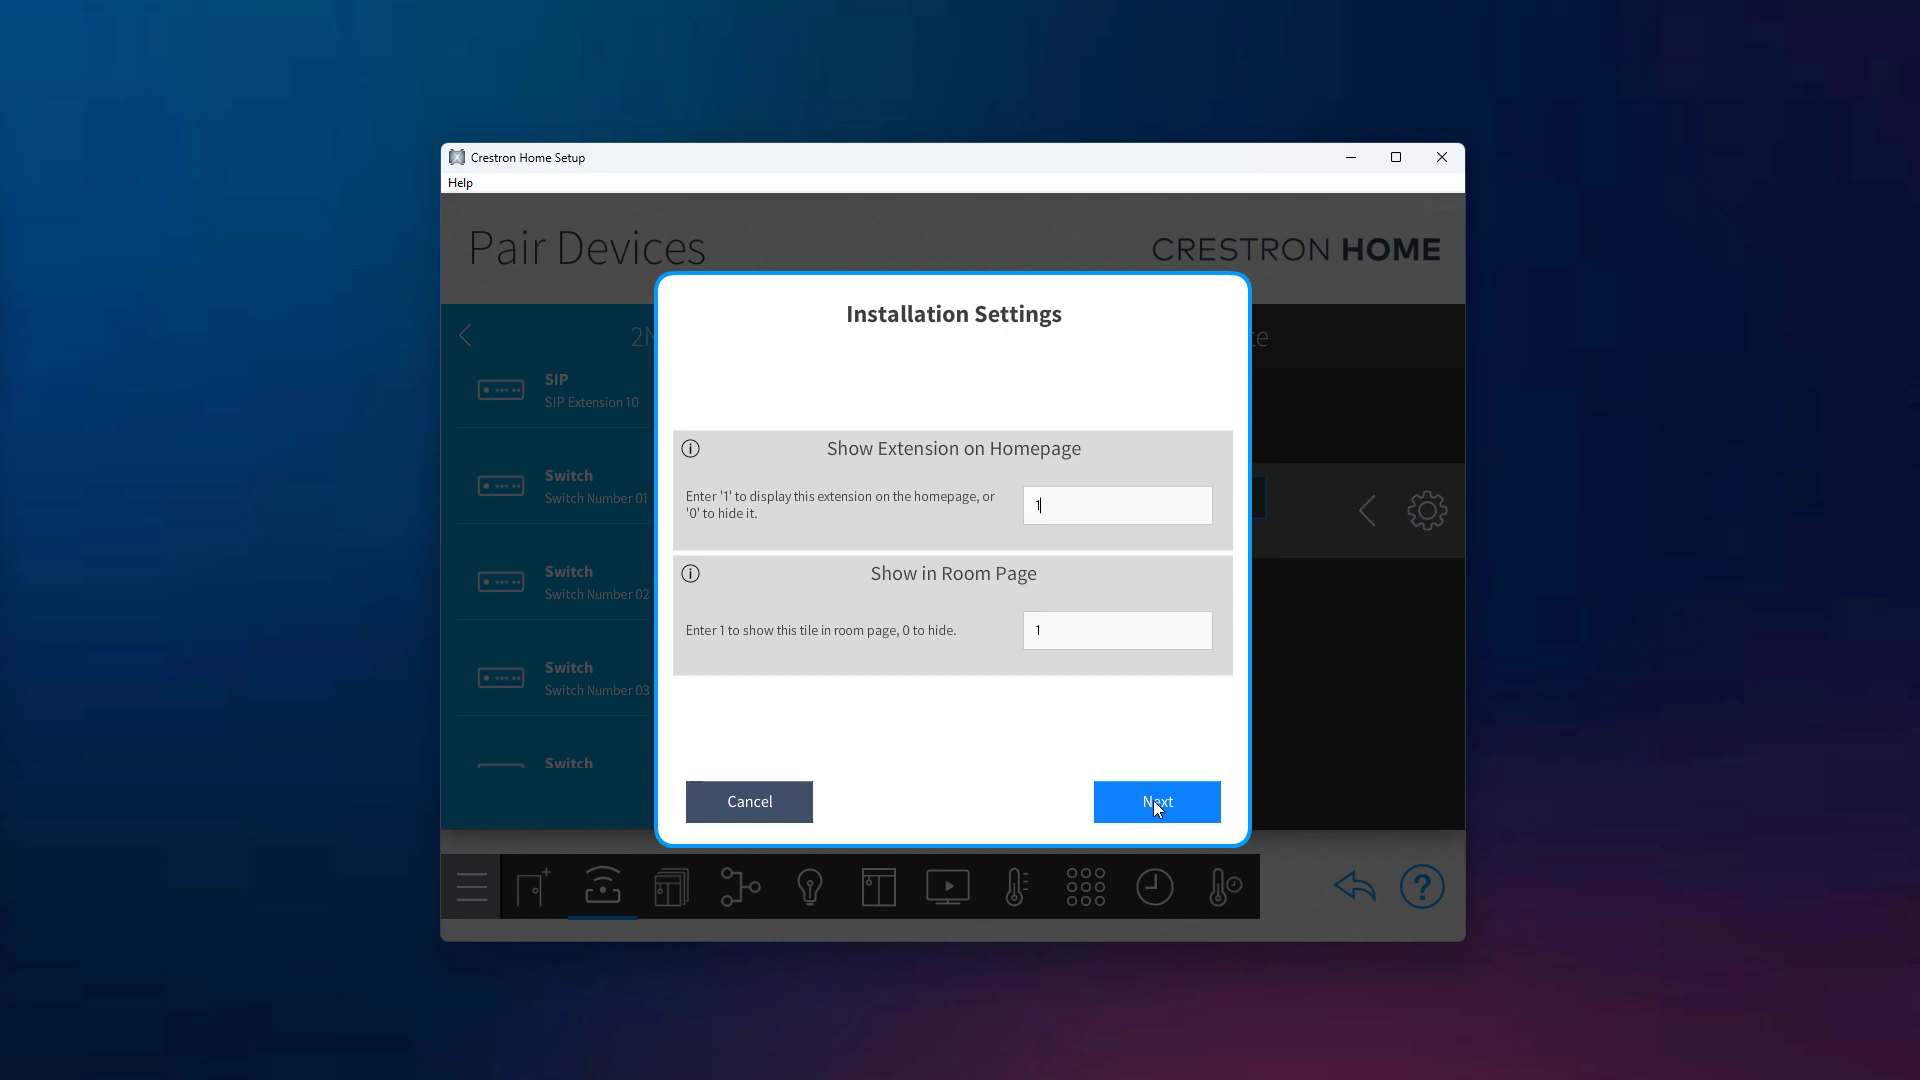 Crestron Home Setup
Help
Pair Devices
CRESTRON HOME
SIP
SIP Extension 10
Switch
Switch Number 01
Switch
Switch Number 02
Switch
Switch Number 03
Switch
Installation Settings
Show Extension on Homepage
Enter '1' to display this extension on the homepage, or
'0' to hide it.
1
Show in Room Page
Enter 1 to show this tile in room page, 0 to hide.
1
Cancel
Next
?